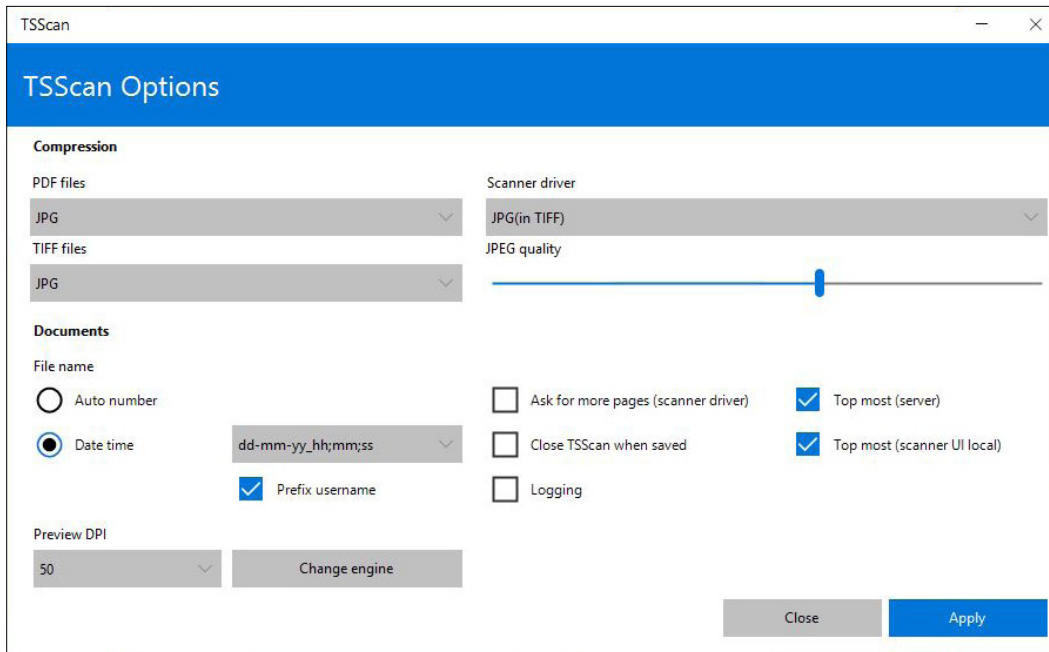 TSScan
TSScan Options
Compression
PDF files
Scanner driver
JPG
JPG(in TIFF)
TIFF files
JPEG quality
JPG
Documents
File name
Auto number
Ask for more pages (scanner driver)
Top most (server)
Date time
dd-mm-yy_hh;mm;ss
Close TSScan when saved
Top most (scanner UI local)
Prefix username
Logging
Preview DPI
50
Change engine
Close
Apply